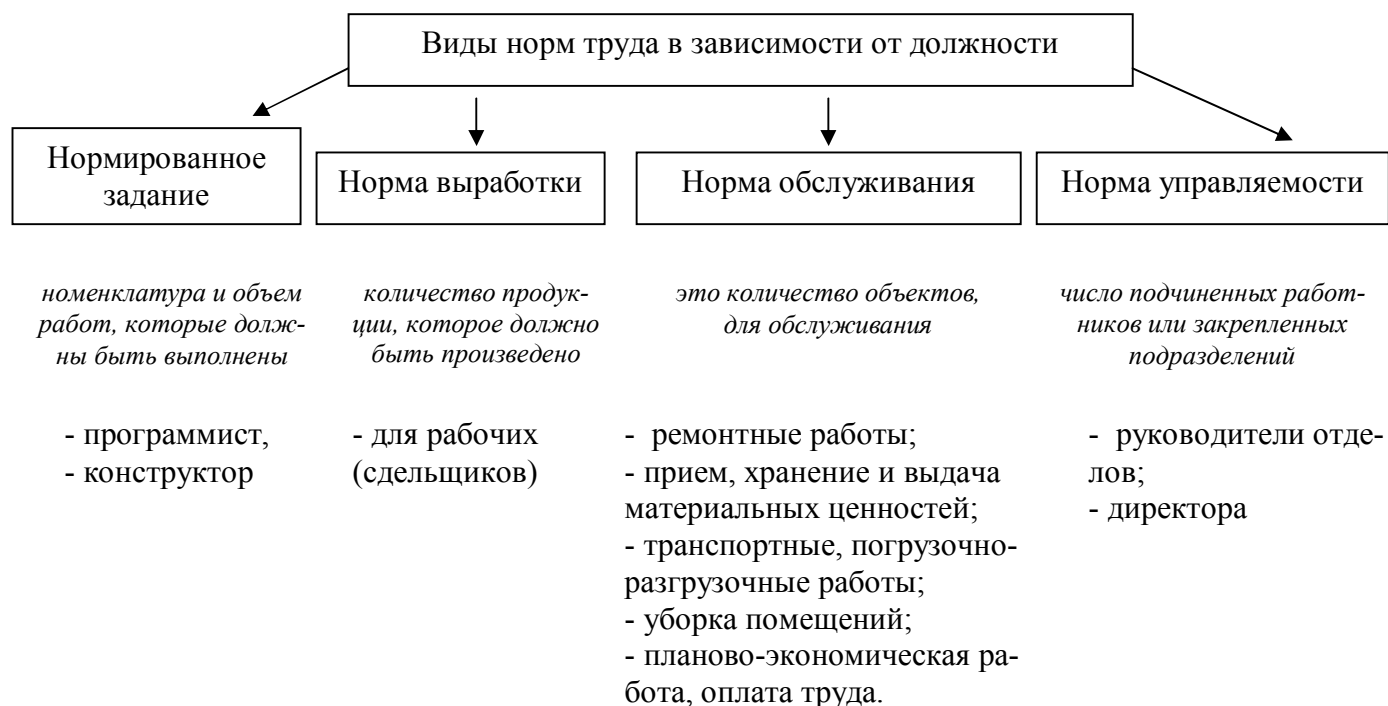 Виды норм труда в зависимости от должности
Нормированное
задание
Норма выработки
Норма обслуживания
Норма управляемости
номенклатура и объем
работ, которые долж-
ны быть выполнены
количество продук-
ции, которое должно
быть произведено
это количество объектов,
для обслуживания
число подчиненных работ-
ников или закрепленных
подразделений
- программист,
- конструктор
- для рабочих
(сдельщиков)
- ремонтные работы;
- прием, хранение и выдача
материальных ценностей;
- транспортные, погрузочно-
разгрузочные работы;
- уборка помещений;
- планово-экономическая ра-
бота, оплата труда.
- руководители отде-
лов;
- директора